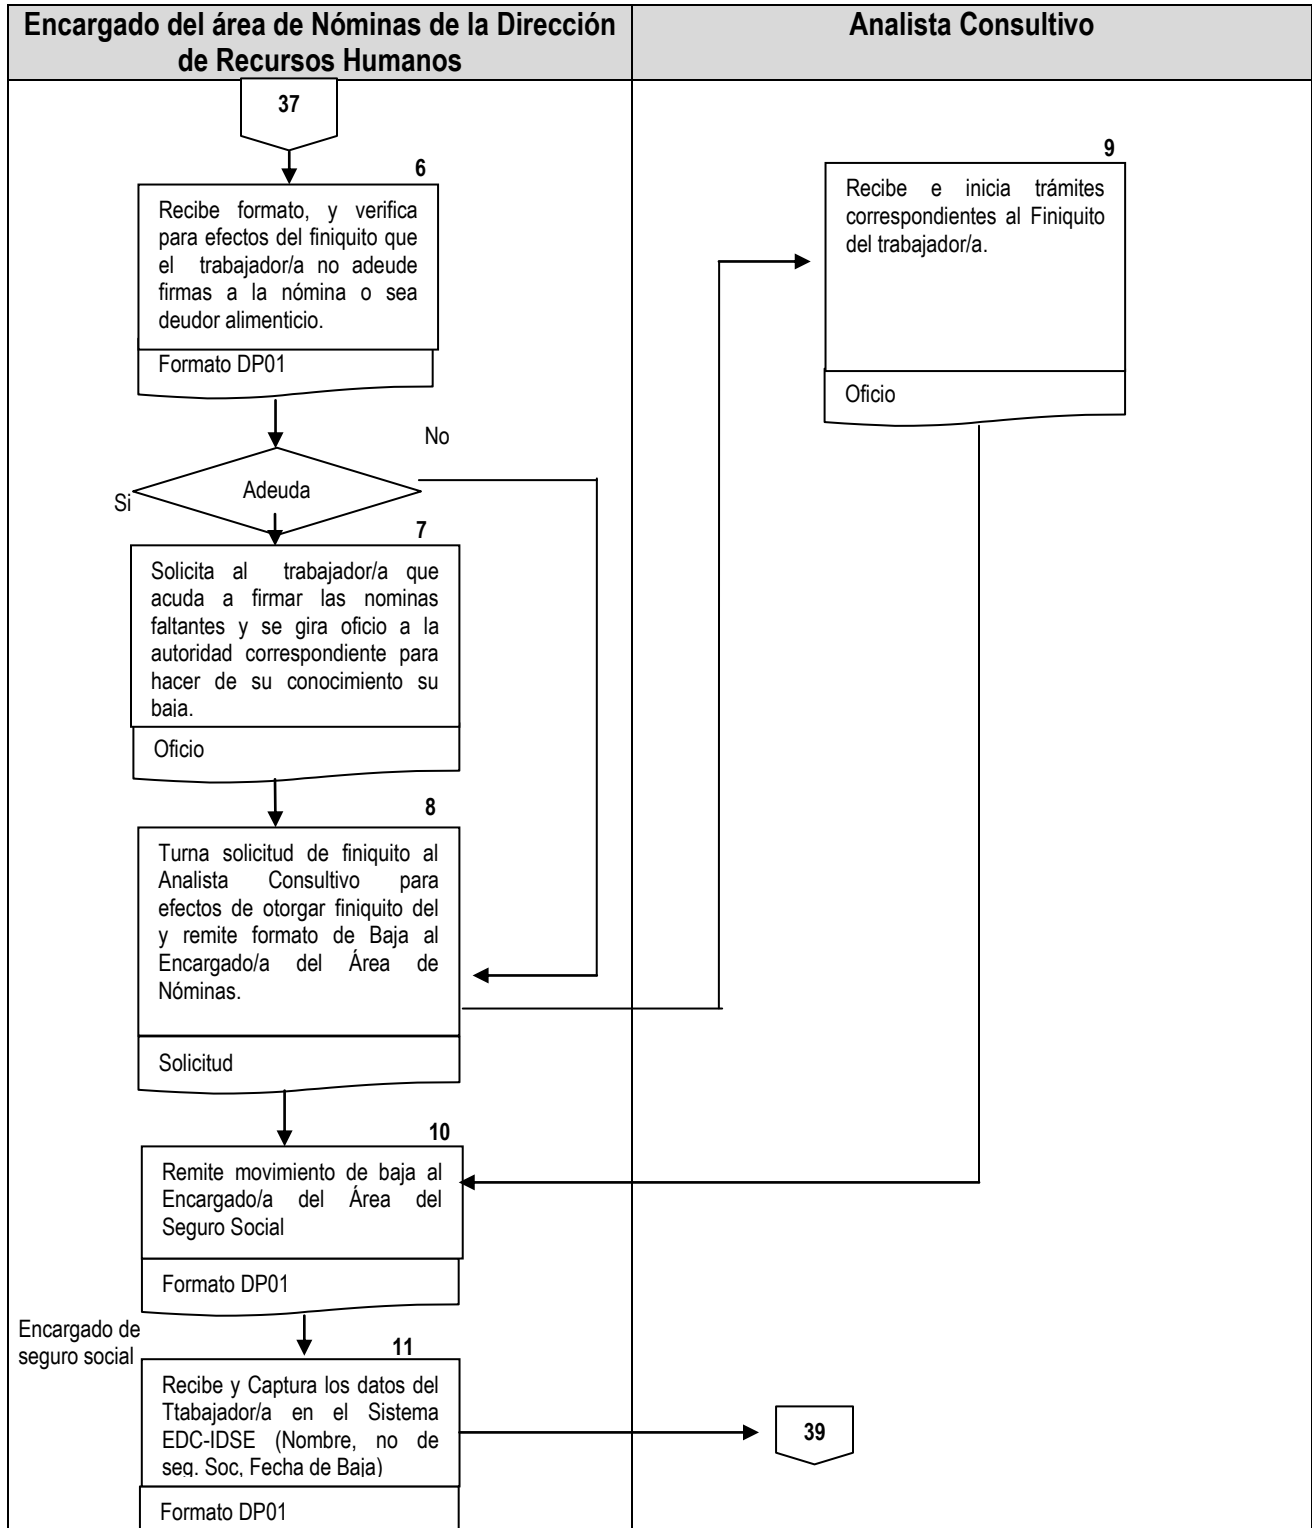 Encargado del área de Nóminas de la Dirección
de Recursos Humanos
Analista Consultivo
37
6
Recibe formato, y verifica
para efectos del finiquito que
el trabajador/a no adeude
firmas a la nómina o sea
deudor alimenticio.
Formato DP01
No
Si
Adeuda
7
Solicita al trabajador/a que
acuda a firmar las nominas
faltantes y se gira oficio a la
autoridad correspondiente para
hacer de su conocimiento su
baja.
Oficio
8
Turna solicitud de finiquito al
Analista Consultivo para
efectos de otorgar finiquito del
y remite formato de Baja al
Encargado/a del Área de
Nóminas.
Solicitud
9
Recibe e inicia trámites
correspondientes al Finiquito
del trabajador/a.
Oficio
10
Remite movimiento de baja al
Encargado/a del Área del
Seguro Social
Formato DP01
Encargado de
seguro social
11
Recibe y Captura los datos del
Ttabajador/a en el Sistema
EDC-IDSE (Nombre, no de
seg. Soc, Fecha de Baja)
Formato DP01
39